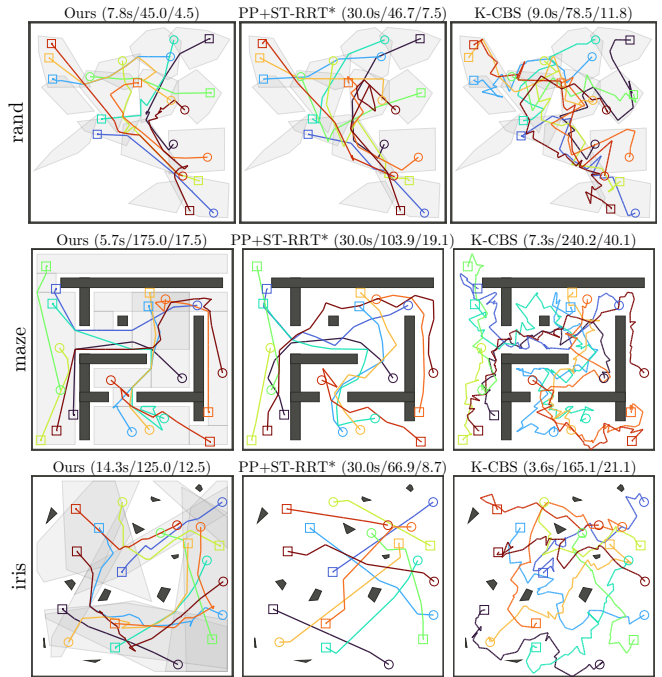 Ours (7.8s/45.0/4.5) PP+ST-RRT* (30.0s/46.7/7.5) K-CBS (9.0s/78.5/11.8)
rand
Ours (5.7s/175.0/17.5) PP+ST-RRT* (30.0s/103.9/19.1) K-CBS (7.3s/240.2/40.1)
maze
Ours (14.3s/125.0/12.5) PP+ST-RRT* (30.0s/66.9/8.7) K-CBS (3.6s/165.1/21.1)
iris